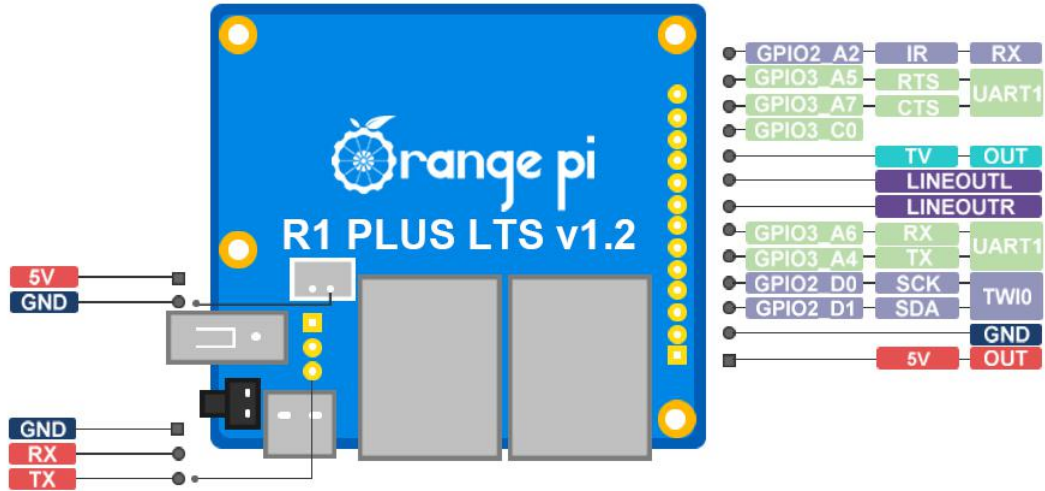 Orange pi
R1 PLUS LTS v1.2
5V
GND
GND
RX
TX
GPIO2_A2 IR RX
GPIO3_A5 RTS UART1
GPIO3_A7 CTS
GPIO3_C0
TV OUT
LINEOUTL
LINEOUTR
GPIO3_A6 RX UART1
GPIO3_A4 TX
GPIO2_D0 SCK TWI0
GPIO2_D1 SDA
GND
5V OUT